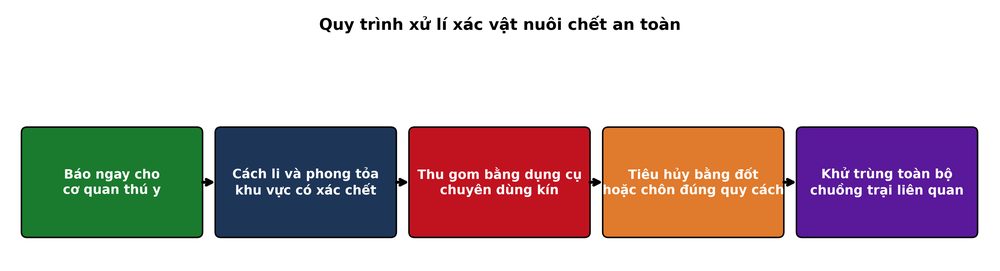 Quy trình xử lí xác vật nuôi chết an toàn
Báo ngay cho
cơ quan thú y
Cách li và phong tỏa
khu vực có xác chết
Thu gom bằng dụng cụ
chuyên dùng kín
Tiêu hủy bằng đốt
hoặc chôn đúng quy cách
Khử trùng toàn bộ
chuồng trại liên quan